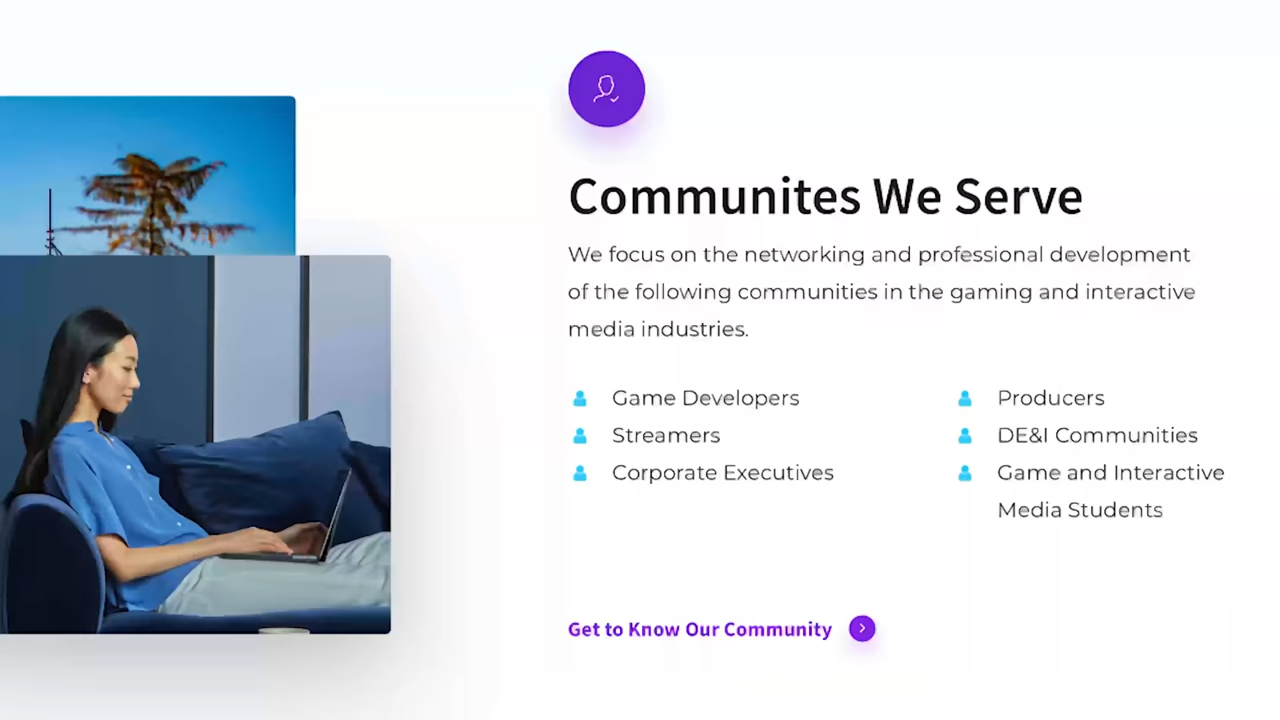 Communites We Serve
We focus on the networking and professional development
of the following communities in the gaming and interactive
media industries.
Game Developers
Streamers
Corporate Executives
Producers
DE&I Communities
Game and Interactive
Media Students
Get to Know Our Community